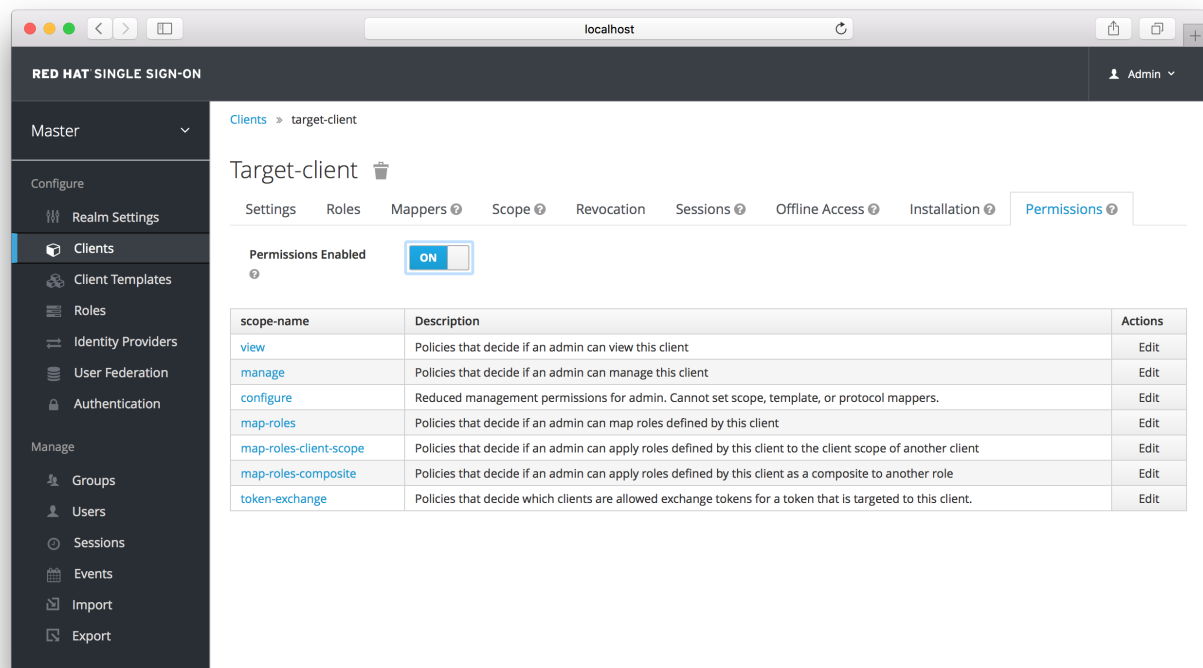 localhost
RED HAT SINGLE SIGN-ON
Admin
Master
Clients » target-client
Target-client
Configure
Realm Settings
Clients
Client Templates
Roles
Identity Providers
User Federation
Authentication
Manage
Groups
Users
Sessions
Events
Import
Export
Settings Roles Mappers Scope Revocation Sessions Offline Access Installation Permissions
Permissions Enabled ON
scope-name Description Actions
view Policies that decide if an admin can view this client Edit
manage Policies that decide if an admin can manage this client Edit
configure Reduced management permissions for admin. Cannot set scope, template, or protocol mappers. Edit
map-roles Policies that decide if an admin can map roles defined by this client Edit
map-roles-client-scope Policies that decide if an admin can apply roles defined by this client to the client scope of another client Edit
map-roles-composite Policies that decide if an admin can apply roles defined by this client as a composite to another role Edit
token-exchange Policies that decide which clients are allowed exchange tokens for a token that is targeted to this client. Edit